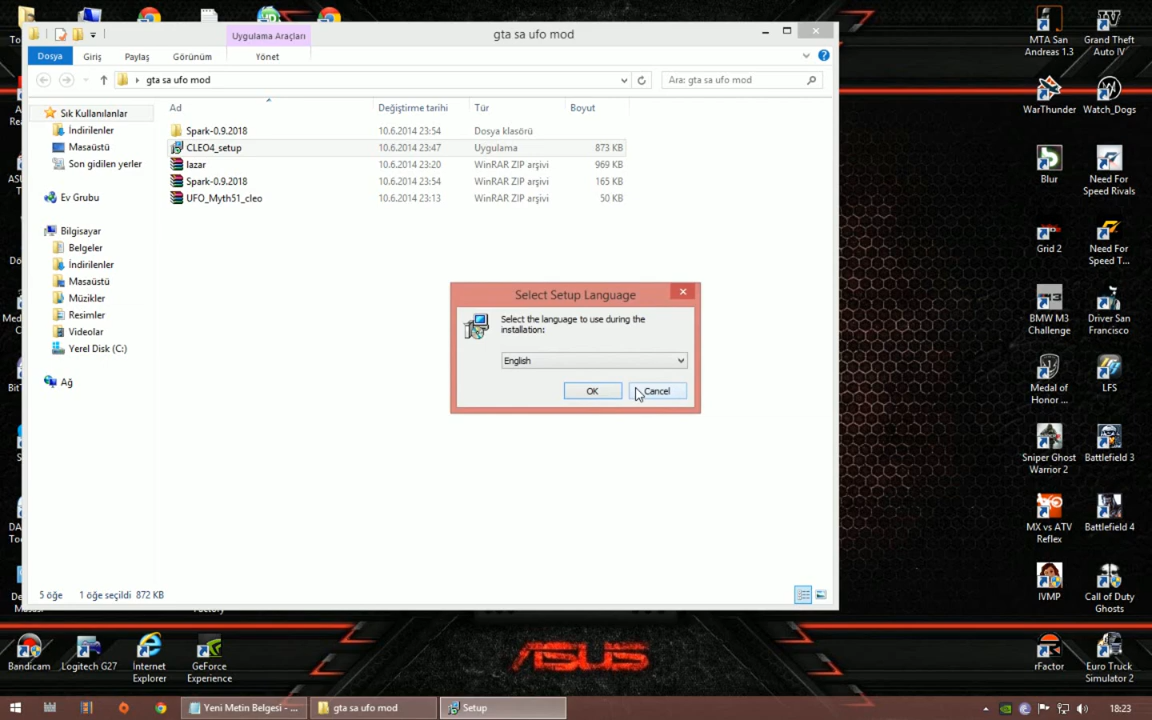 gta sa ufo mod
Uygulama Araçları
Dosya
Giriş
Paylaş
Görünüm
Yönet
gta sa ufo mod
Ara: gta sa ufo mod
Sık Kullanılanlar
İndirilenler
Masaüstü
Son gidilen yerler
Ev Grubu
Bilgisayar
Belgeler
İndirilenler
Masaüstü
Müzikler
Resimler
Videolar
Yerel Disk (C:)
Ağ
Ad
Değiştirme tarihi
Tür
Boyut
Spark-0.9.2018 10.6.2014 23:54 Dosya klasörü
CLEO4_setup 10.6.2014 23:47 Uygulama 873 KB
lazar 10.6.2014 23:20 WinRAR ZIP arşivi 969 KB
Spark-0.9.2018 10.6.2014 23:54 WinRAR ZIP arşivi 165 KB
UFO_Myth51_cleo 10.6.2014 23:13 WinRAR ZIP arşivi 50 KB
Select Setup Language
Select the language to use during the
installation:
English
OK
Cancel
5 öğe 1 öğe seçildi 872 KB
MTA San
Andreas 1.3
Grand Theft
Auto IV
WarThunder
Watch_Dogs
Blur
Need For
Speed Rivals
Grid 2
Need For
Speed T...
BMW M3
Challenge
Driver San
Francisco
Medal of
Honor ...
LFS
Sniper Ghost
Warrior 2
Battlefield 3
MX vs ATV
Reflex
Battlefield 4
IVMP
Call of Duty
Ghosts
rFactor
Euro Truck
Simulator 2
Bandicam
Logitech G27
Internet
Explorer
GeForce
Experience
ASUS
Yeni Metin Belgesi - ...
gta sa ufo mod
Setup
18:23